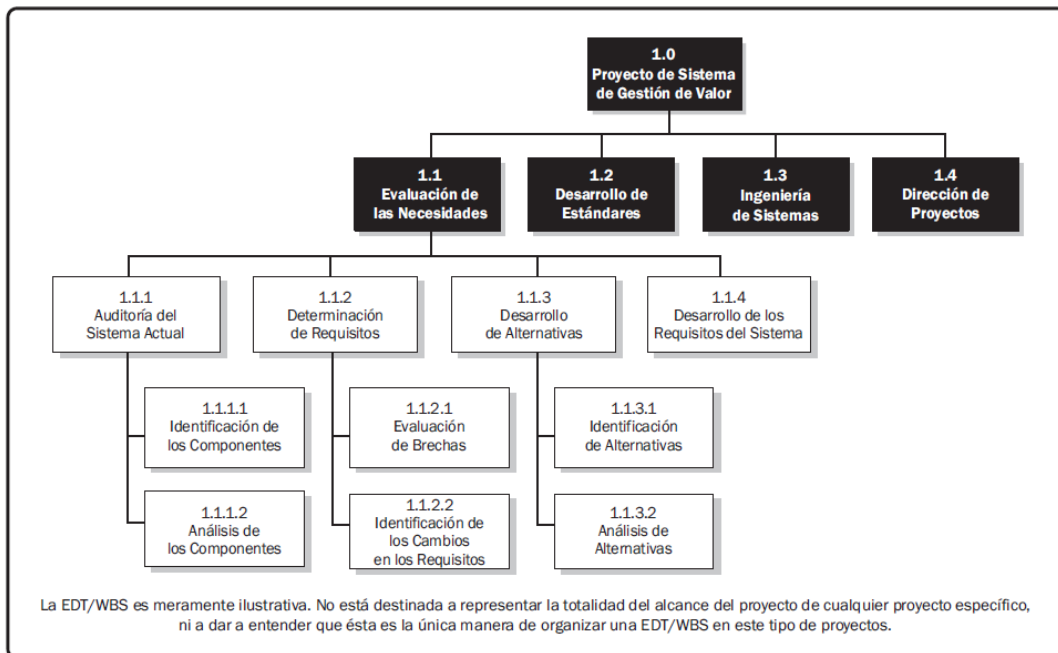 1.0
Proyecto de Sistema
de Gestión de Valor
1.1
Evaluación de
las Necesidades
1.2
Desarrollo de
Estándares
1.3
Ingeniería
de Sistemas
1.4
Dirección de
Proyectos
1.1.1
Auditoría del
Sistema Actual
1.1.2
Determinación
de Requisitos
1.1.3
Desarrollo
de Alternativas
1.1.4
Desarrollo de los
Requisitos del Sistema
1.1.1.1
Identificación de
los Componentes
1.1.2.1
Evaluación
de Brechas
1.1.3.1
Identificación
de Alternativas
1.1.1.2
Análisis de
los Componentes
1.1.2.2
Identificación de
los Cambios
en los Requisitos
1.1.3.2
Análisis de
Alternativas
La EDT/WBS es meramente ilustrativa. No está destinada a representar la totalidad del alcance del proyecto de cualquier proyecto específico,
ni a dar a entender que ésta es la única manera de organizar una EDT/WBS en este tipo de proyectos.